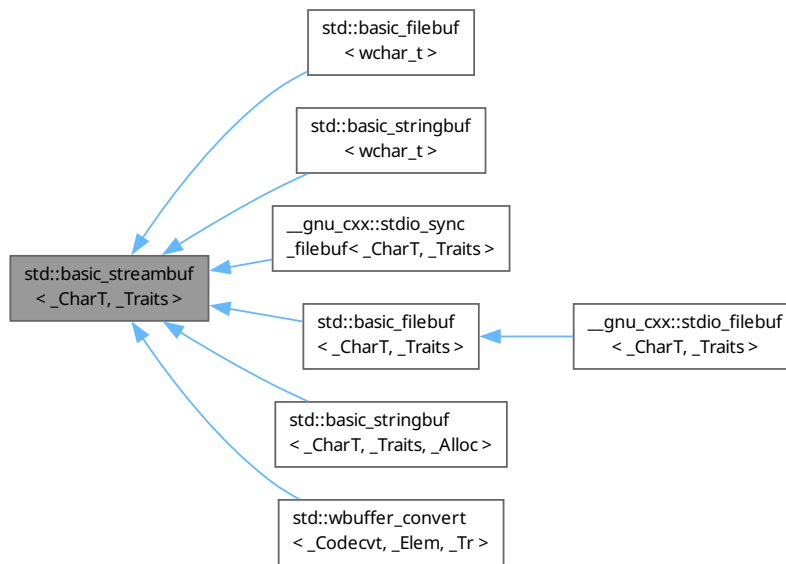 std::basic_filebuf
< wchar_t >
std::basic_stringbuf
< wchar_t >
__gnu_cxx::stdio_sync
_filebuf< _CharT, _Traits >
std::basic_streambuf
< _CharT, _Traits >
std::basic_filebuf
< _CharT, _Traits >
__gnu_cxx::stdio_filebuf
< _CharT, _Traits >
std::basic_stringbuf
< _CharT, _Traits, _Alloc >
std::wbuffer_convert
< _Codecvt, _Elem, _Tr >